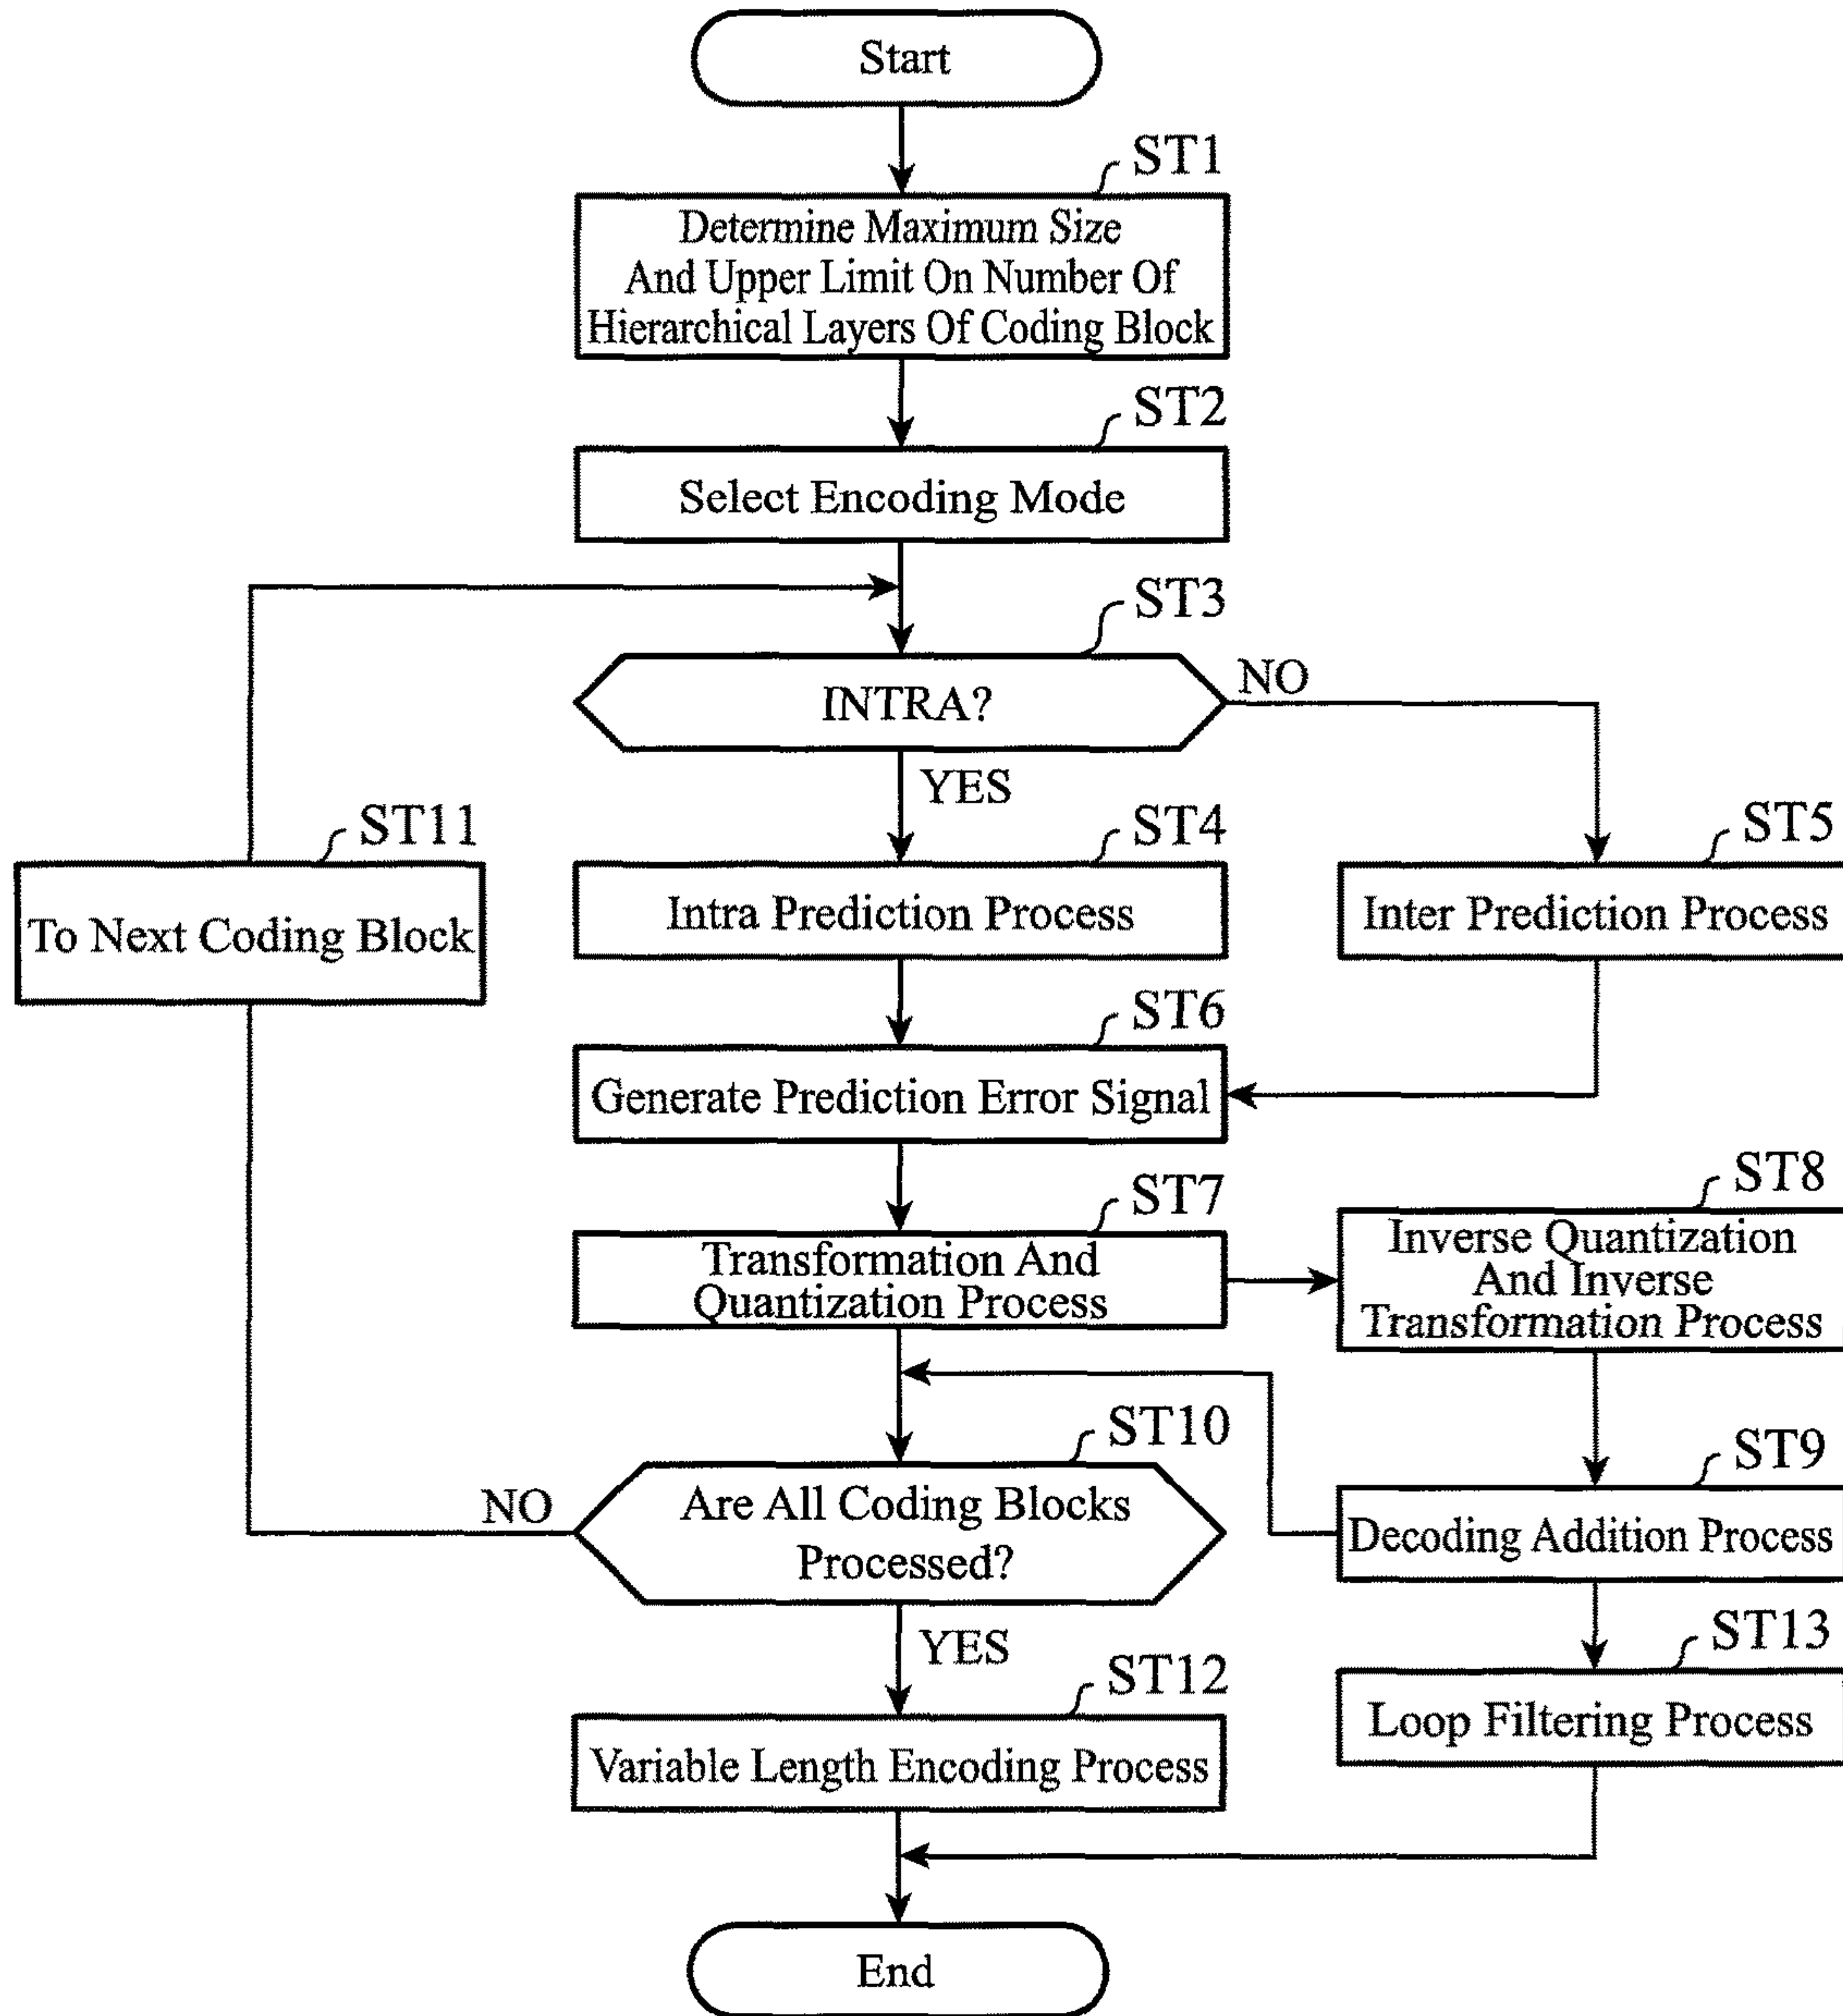 Start
ST1
Determine Maximum Size
And Upper Limit On Number Of
Hierarchical Layers Of Coding Block
ST2
Select Encoding Mode
ST3
INTRA?
NO
YES
ST11
To Next Coding Block
ST4
Intra Prediction Process
ST5
Inter Prediction Process
ST6
Generate Prediction Error Signal
ST7
Transformation And
Quantization Process
ST8
Inverse Quantization
And Inverse
Transformation Process
ST10
Are All Coding Blocks
Processed?
NO
YES
ST9
Decoding Addition Process
ST12
Variable Length Encoding Process
ST13
Loop Filtering Process
End